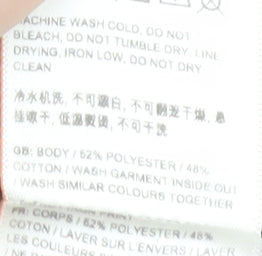 MACHINE WASH COLD, DO NOT
BLEACH, DO NOT TUMBLE DRY, LINE
DRYING, IRON LOW, DO NOT DRY
CLEAN
冷水机洗, 不可漂白, 不可翻滚干燥, 悬
挂晾干, 低温熨烫, 不可干洗
GB: BODY / 52% POLYESTER / 48%
COTTON / WASH GARMENT INSIDE OUT
/ WASH SIMILAR COLOURS TOGETHER
FR: CORPS / 52% POLYESTER / 48%
COTON / LAVER SUR L'ENVERS / LAVER
LES COULEURS